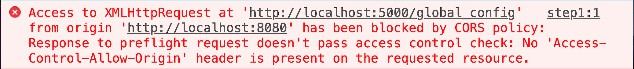 Access to XMLHttpRequest at 'http://localhost:5000/global_config' step1:1
from origin 'http://localhost:8080' has been blocked by CORS policy:
Response to preflight request doesn't pass access control check: No 'Access-
Control-Allow-Origin' header is present on the requested resource.